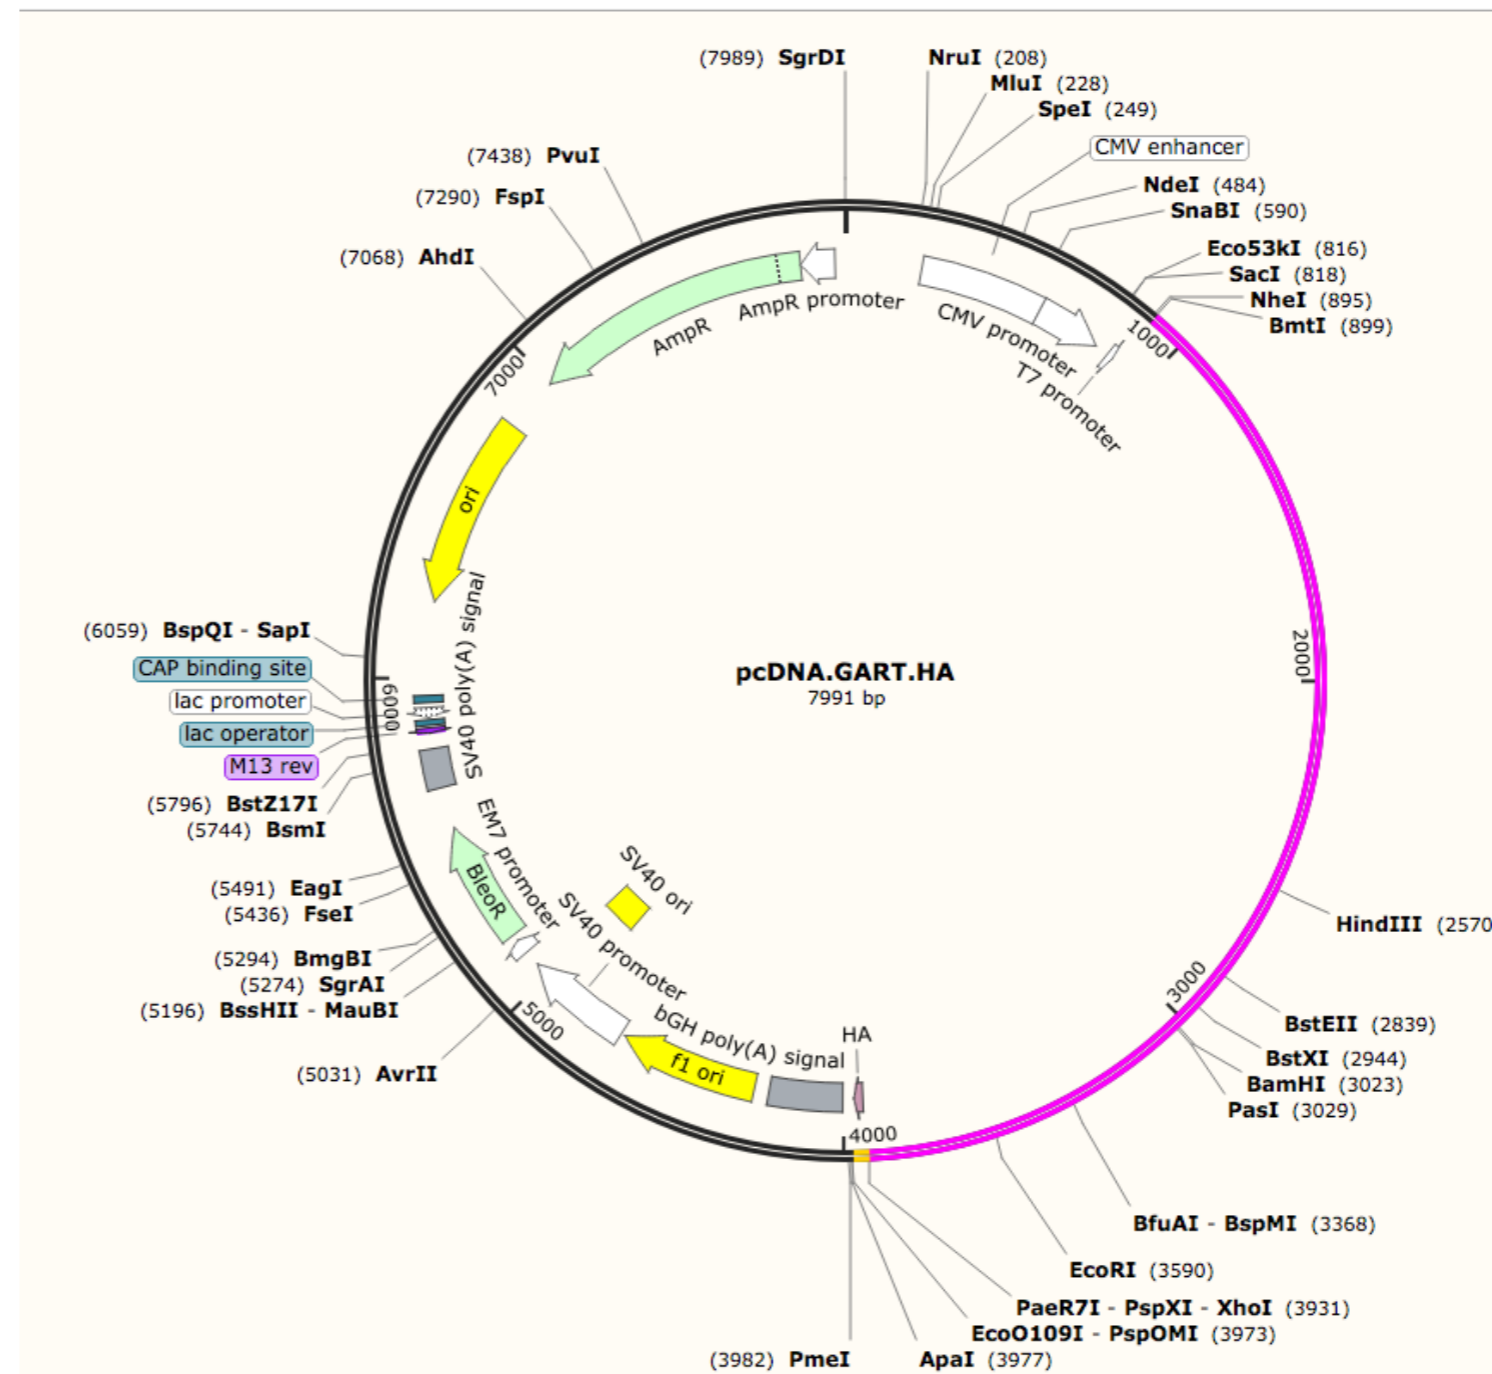 (7989) SgrDI
NruI (208)
MluI (228)
SpeI (249)
CMV enhancer
NdeI (484)
SnaBI (590)
Eco53kI (816)
SacI (818)
NheI (895)
BmtI (899)
(7438) PvuI
(7290) FspI
(7068) AhdI
AmpR promoter
AmpR
CMV promoter
T7 promoter
1000
7000
ori
2000
pcDNA.GART.HA
7991 bp
(6059) BspQI - SapI
CAP binding site
lac promoter
lac operator
M13 rev
6000
SV40 poly(A) signal
(5796) BstZ17I
(5744) BsmI
EM7 promoter
BleoR
SV40 ori
SV40 promoter
(5491) EagI
(5436) FseI
(5294) BmgBI
(5274) SgrAI
(5196) BssHII - MauBI
(5031) AvrII
5000
bGH poly(A) signal
f1 ori
HA
4000
3000
HindIII (2570
BstEII (2839)
BstXI (2944)
BamHI (3023)
PasI (3029)
BfuAI - BspMI (3368)
EcoRI (3590)
PaeR7I - PspXI - XhoI (3931)
EcoO109I - PspOMI (3973)
(3982) PmeI
ApaI (3977)